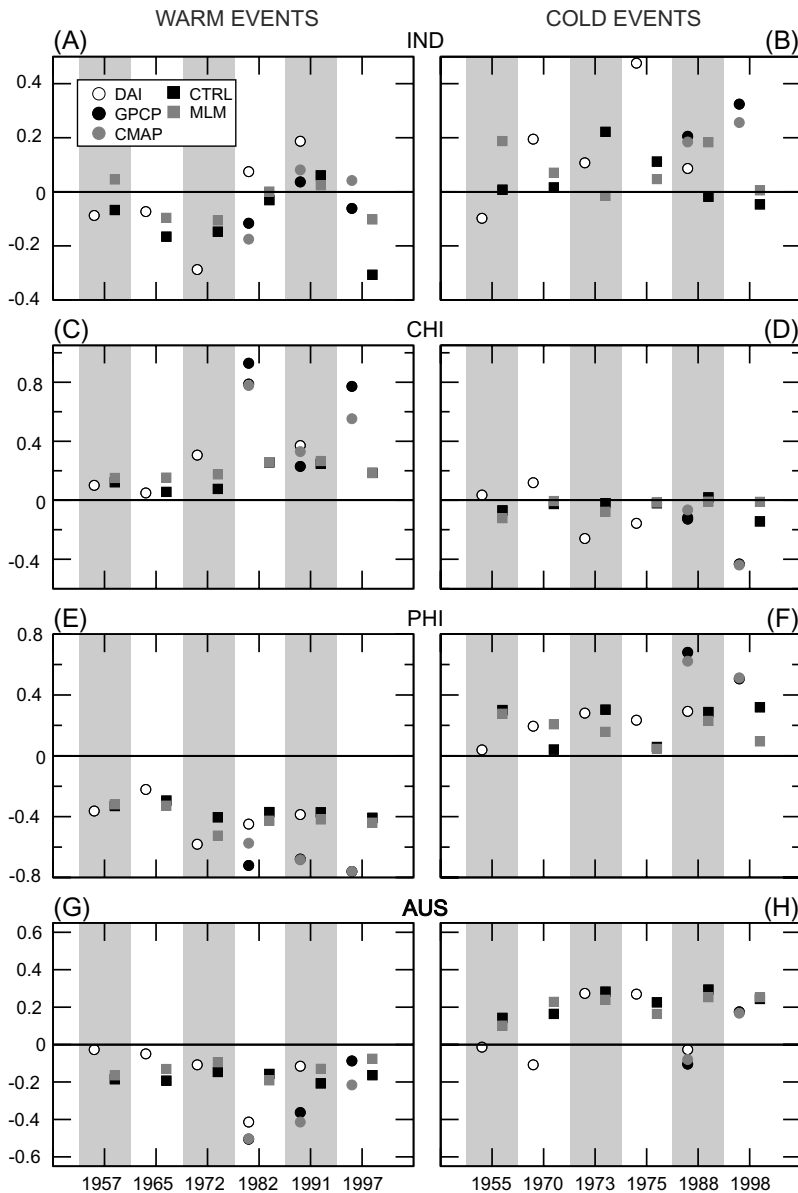 WARM EVENTS COLD EVENTS
(A) IND (B)
0.4
0.2
0
-0.2
-0.4
DAI CTRL
GPCP MLM
CMAP
(C) CHI (D)
0.8
0.4
0
-0.4
(E) PHI (F)
0.8
0.4
0
-0.4
-0.8
(G) AUS (H)
0.6
0.4
0.2
0
-0.2
-0.4
-0.6
1957 1965 1972 1982 1991 1997 1955 1970 1973 1975 1988 1998